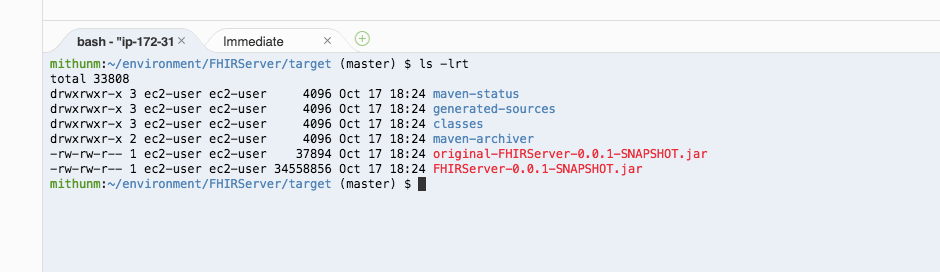 bash - "ip-172-31 × Immediate ×
mithunm:~/environment/FHIRServer/target (master) $ ls -lrt
total 33808
drwxrwxr-x 3 ec2-user ec2-user     4096 Oct 17 18:24 maven-status
drwxrwxr-x 3 ec2-user ec2-user     4096 Oct 17 18:24 generated-sources
drwxrwxr-x 3 ec2-user ec2-user     4096 Oct 17 18:24 classes
drwxrwxr-x 2 ec2-user ec2-user     4096 Oct 17 18:24 maven-archiver
-rw-rw-r-- 1 ec2-user ec2-user    37894 Oct 17 18:24 original-FHIRServer-0.0.1-SNAPSHOT.jar
-rw-rw-r-- 1 ec2-user ec2-user 34558856 Oct 17 18:24 FHIRServer-0.0.1-SNAPSHOT.jar
mithunm:~/environment/FHIRServer/target (master) $